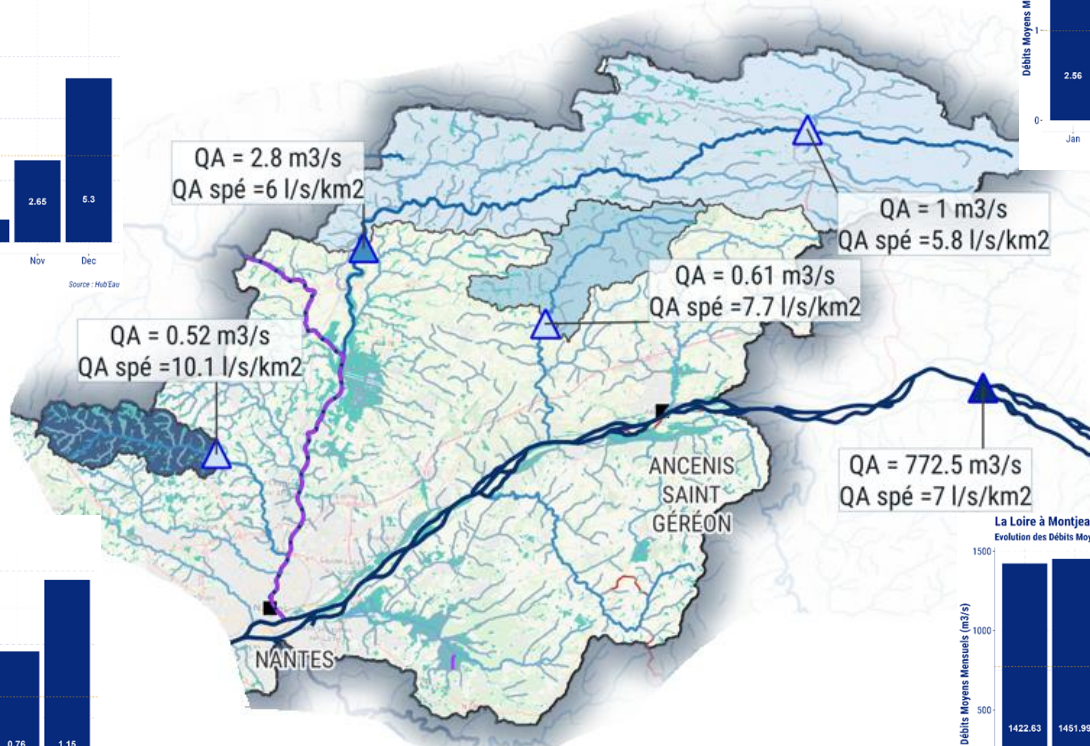 Débits Moyens M
1
0
2.56
Jan
2.65
5.3
Nov
Dec
Source : Hub'Eau
QA = 2.8 m3/s
QA spé =6 l/s/km2
QA = 1 m3/s
QA spé =5.8 l/s/km2
QA = 0.61 m3/s
QA spé =7.7 l/s/km2
QA = 0.52 m3/s
QA spé =10.1 l/s/km2
ANCENIS
SAINT
GÉRÉON
QA = 772.5 m3/s
QA spé =7 l/s/km2
NANTES
0.76
1.15
La Loire à Montjea
Evolution des Débits Moy
Débits Moyens Mensuels (m3/s)
1500
1000
500
1422.63
1451.99